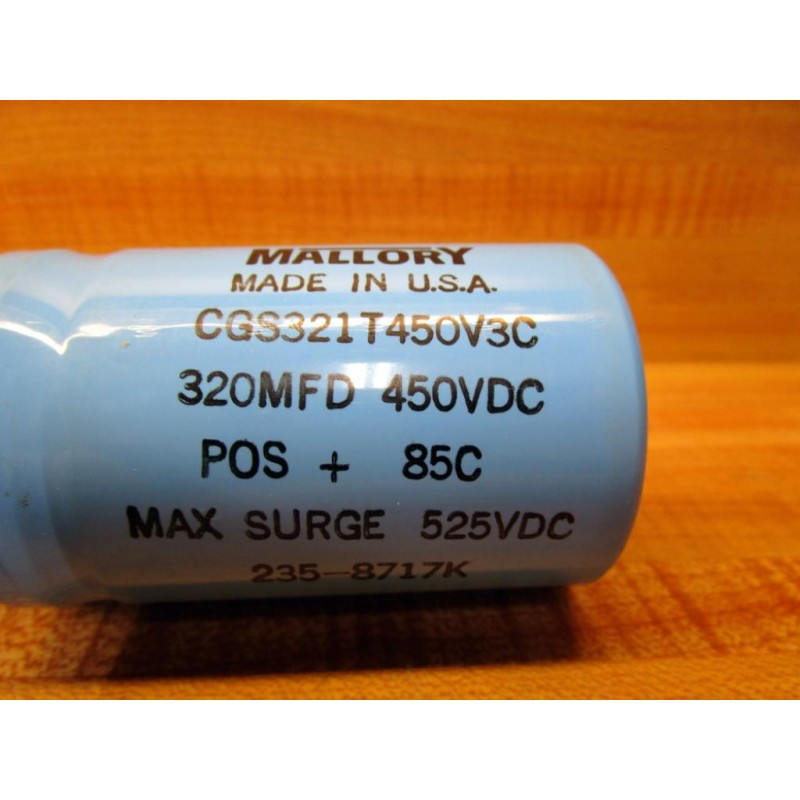 MALLORY
MADE IN U.S.A.
CGS321T450V3C
320MFD 450VDC
POS + 85C
MAX SURGE 525VDC
235-8717K